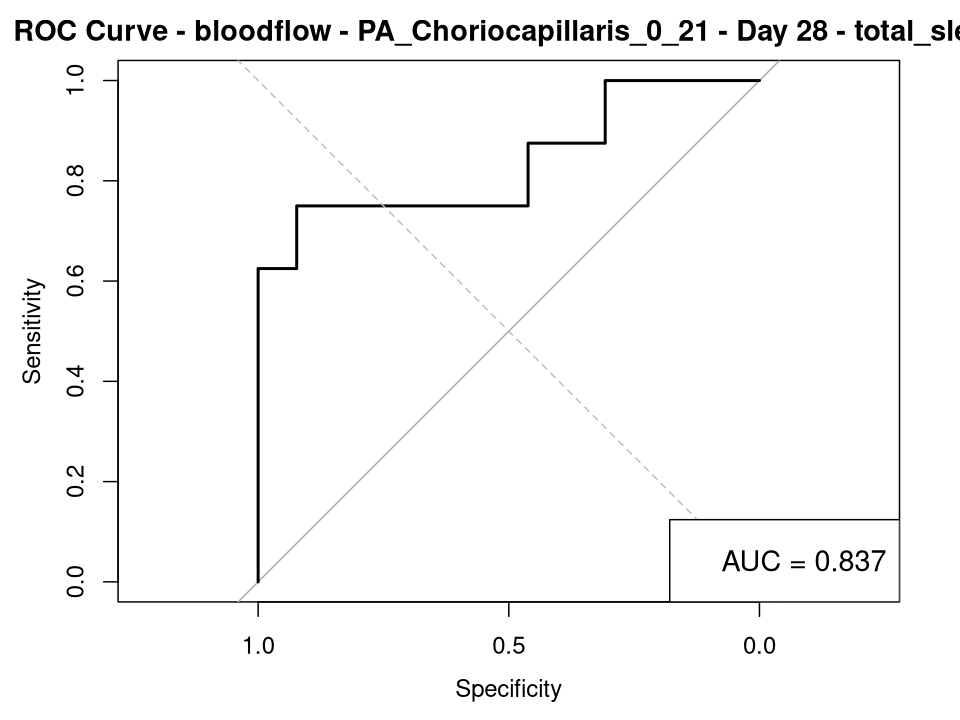 ROC Curve - bloodflow - PA_Choriocapillaris_0_21 - Day 28 - total_sle
1.0
0.8
0.6
0.4
0.2
0.0
Sensitivity
AUC = 0.837
1.0 0.5 0.0
Specificity